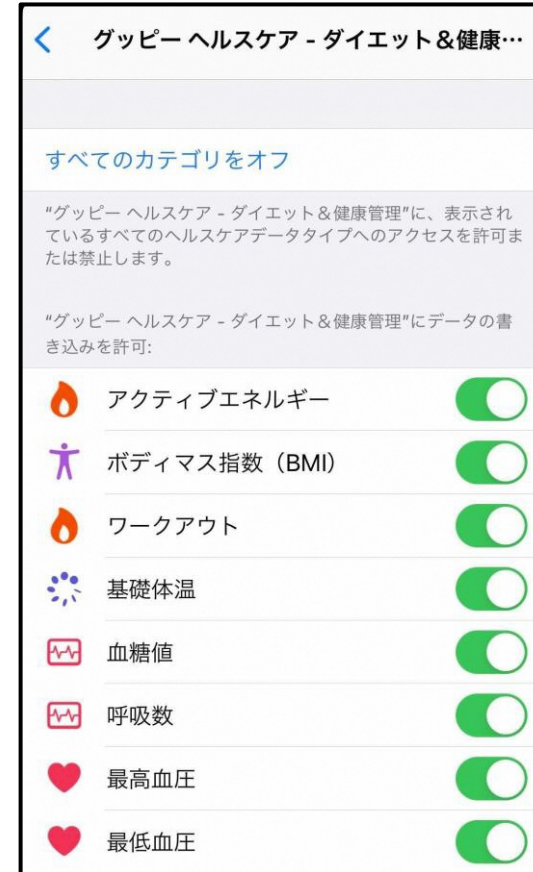 グッピー ヘルスケア - ダイエット＆健康…
すべてのカテゴリをオフ
“グッピー ヘルスケア - ダイエット＆健康管理”に、表示され
ているすべてのヘルスケアデータタイプへのアクセスを許可ま
たは禁止します。
“グッピー ヘルスケア - ダイエット＆健康管理”にデータの書
き込みを許可:
アクティブエネルギー
ボディマス指数（BMI）
ワークアウト
基礎体温
血糖値
呼吸数
最高血圧
最低血圧